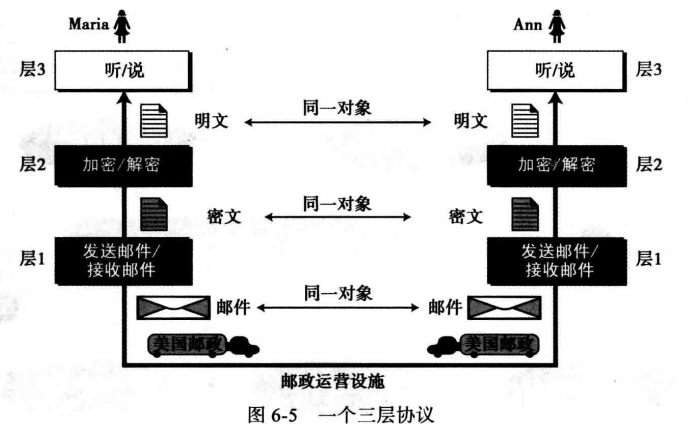 Maria
Ann
层3 听/说 听/说 层3
明文 同一对象 明文
层2 加密/解密 加密/解密 层2
密文 同一对象 密文
层1 发送邮件/ 发送邮件/ 层1
接收邮件 接收邮件
邮件 同一对象 邮件
美国邮政 美国邮政
邮政运营设施
图 6-5 一个三层协议